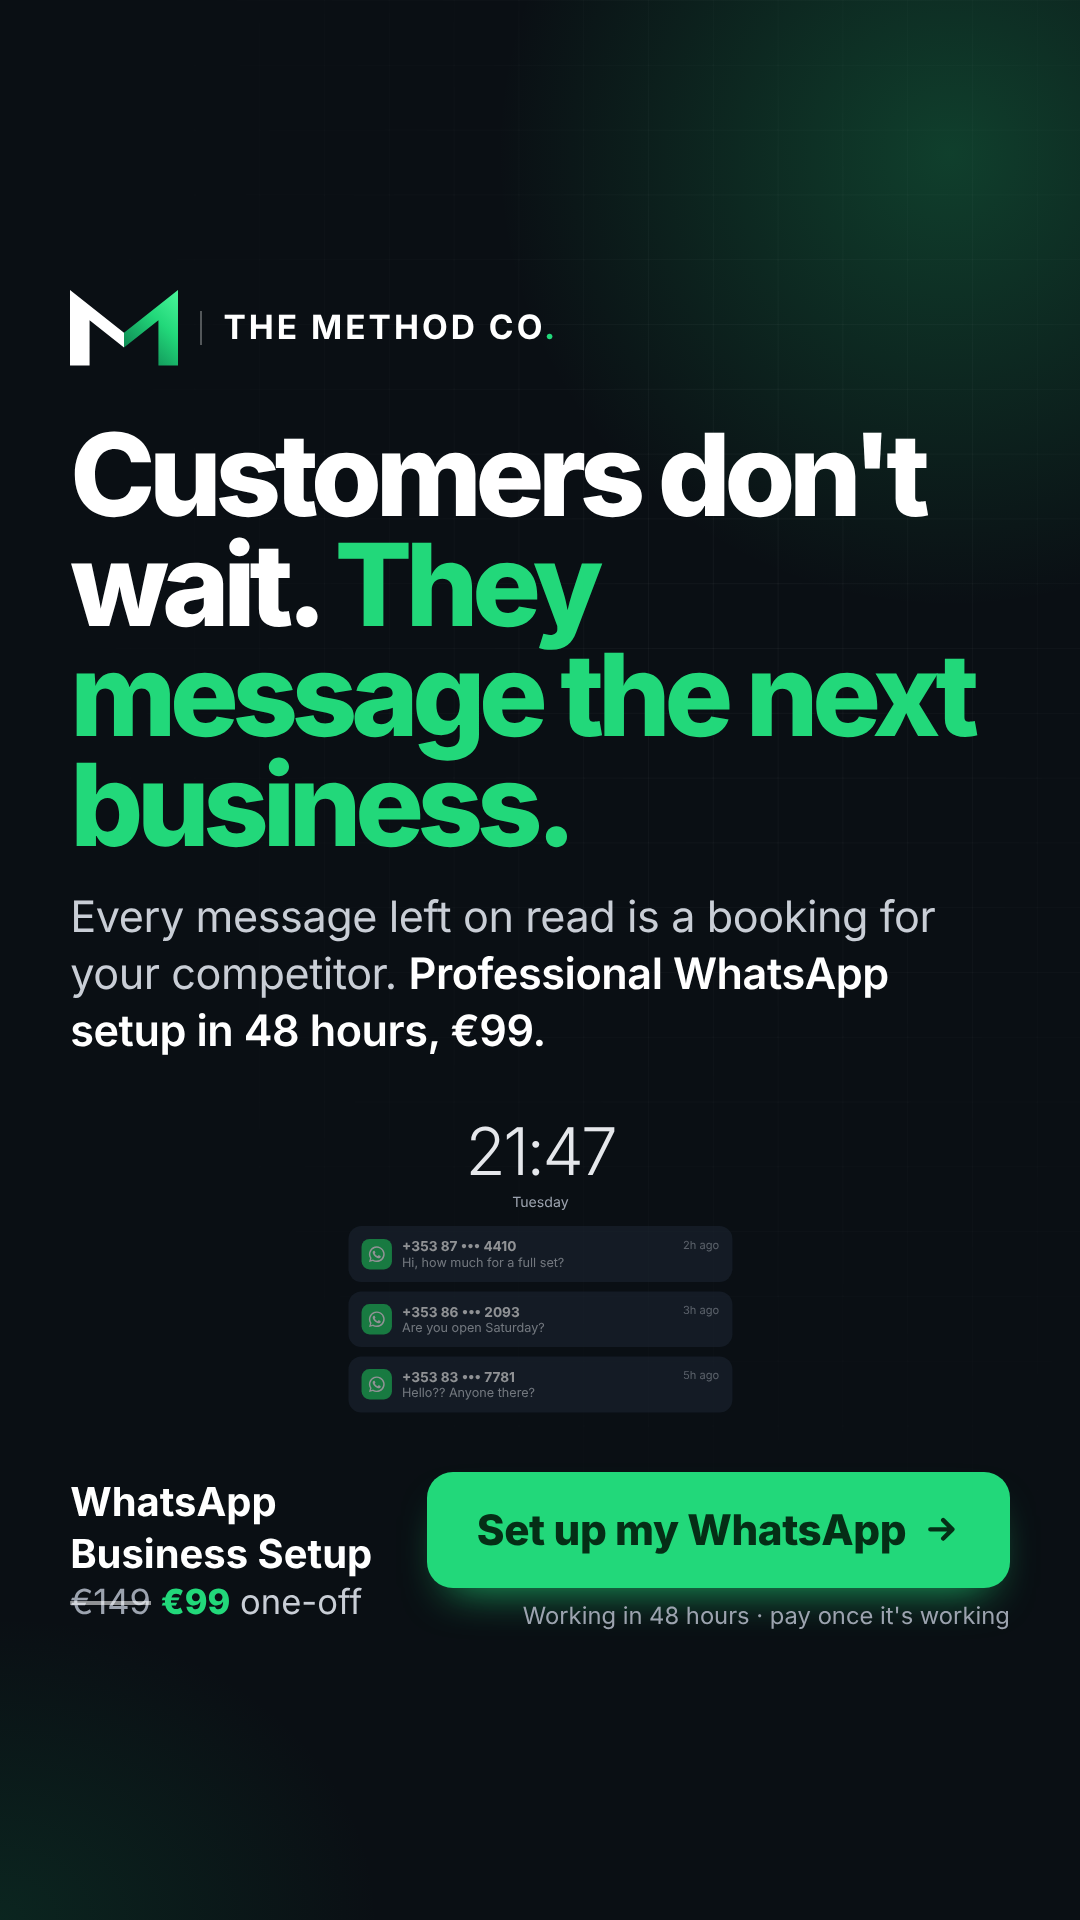 THE METHOD CO.
Customers don't
wait. They
message the next
business.
Every message left on read is a booking for
your competitor. Professional WhatsApp
setup in 48 hours, €99.
21:47
Tuesday
+353 87 ••• 4410
2h ago
Hi, how much for a full set?
+353 86 ••• 2093
3h ago
Are you open Saturday?
+353 83 ••• 7781
5h ago
Hello?? Anyone there?
WhatsApp
Business Setup
€149 €99 one-off
Set up my WhatsApp →
Working in 48 hours · pay once it's working